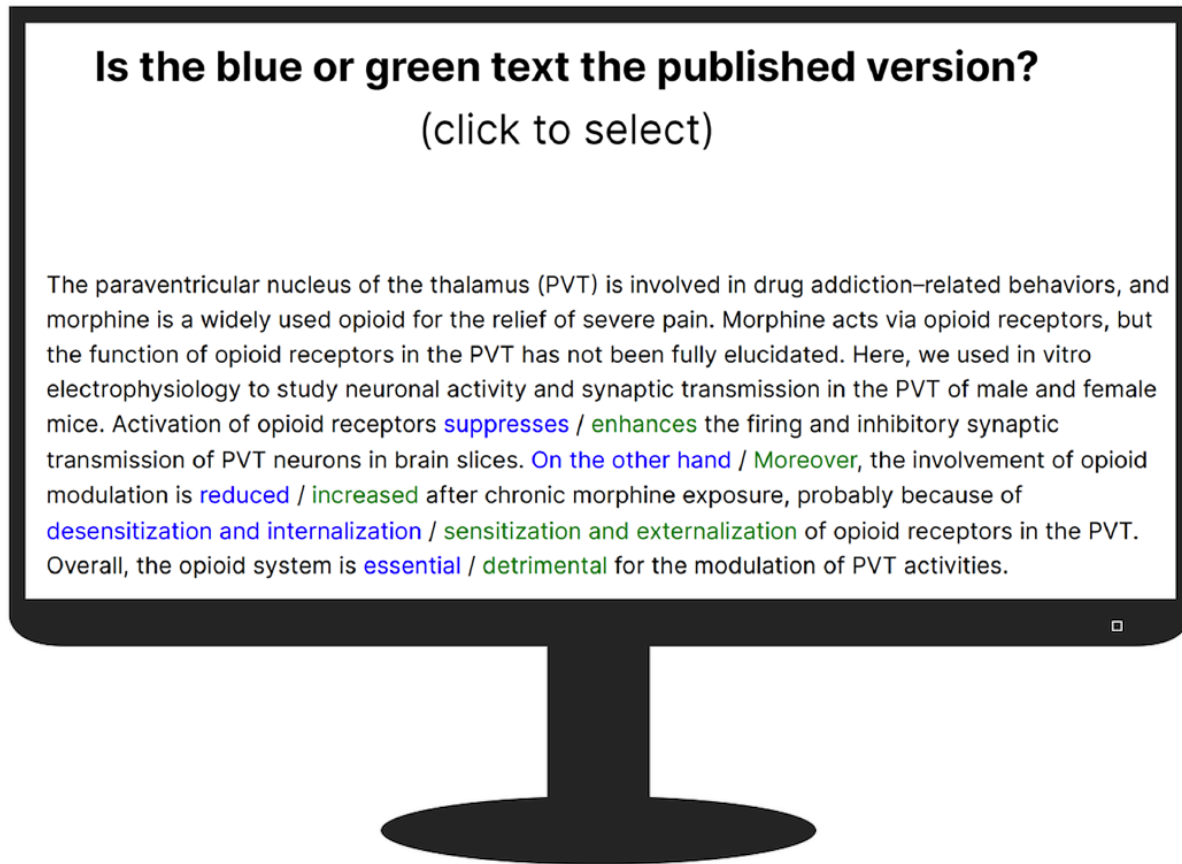 Is the blue or green text the published version?
(click to select)
The paraventricular nucleus of the thalamus (PVT) is involved in drug addiction–related behaviors, and
morphine is a widely used opioid for the relief of severe pain. Morphine acts via opioid receptors, but
the function of opioid receptors in the PVT has not been fully elucidated. Here, we used in vitro
electrophysiology to study neuronal activity and synaptic transmission in the PVT of male and female
mice. Activation of opioid receptors suppresses / enhances the firing and inhibitory synaptic
transmission of PVT neurons in brain slices. On the other hand / Moreover, the involvement of opioid
modulation is reduced / increased after chronic morphine exposure, probably because of
desensitization and internalization / sensitization and externalization of opioid receptors in the PVT.
Overall, the opioid system is essential / detrimental for the modulation of PVT activities.